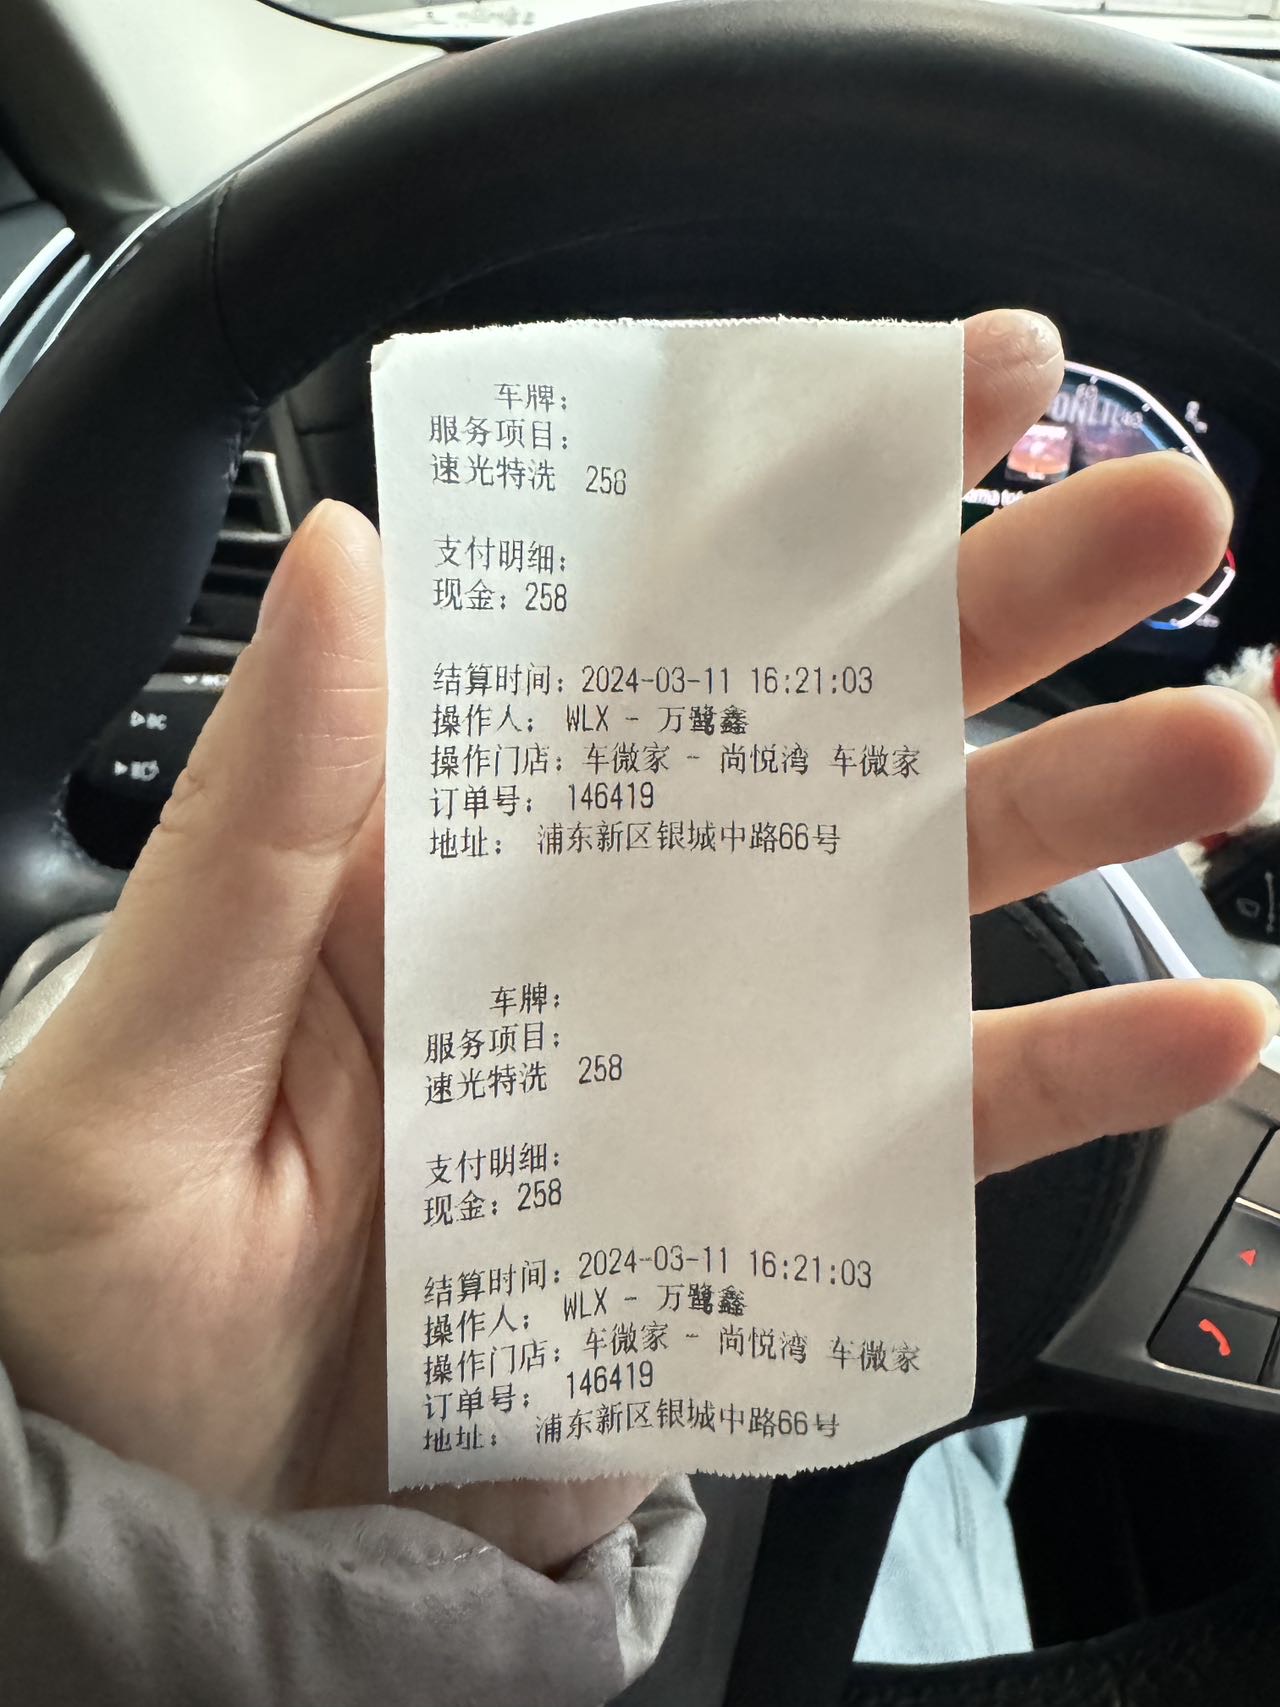 车牌:
服务项目:
速光特洗 258
支付明细:
现金: 258
结算时间: 2024-03-11 16:21:03
操作人: WLX - 万鹭鑫
操作门店: 车微家 - 尚悦湾 车微家
订单号: 146419
地址: 浦东新区银城中路66号
车牌:
服务项目:
速光特洗 258
支付明细:
现金: 258
结算时间: 2024-03-11 16:21:03
操作人: WLX - 万鹭鑫
操作门店: 车微家 - 尚悦湾 车微家
订单号: 146419
地址: 浦东新区银城中路66号